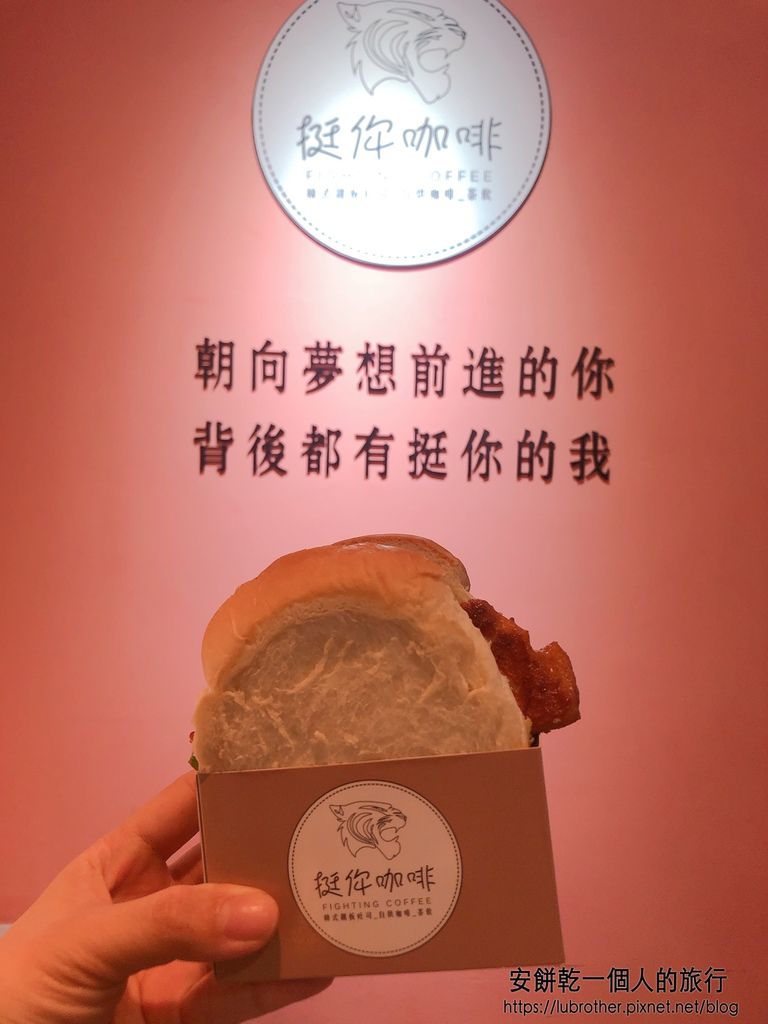 挺你咖啡
FIGHTING COFFEE
朝向夢想前進的你
背後都有挺你的我
挺你咖啡
FIGHTING COFFEE
韓式鐵板吐司_自烘咖啡_茶飲
安餅乾一個人的旅行
https://lubrother.pixnet.net/blog